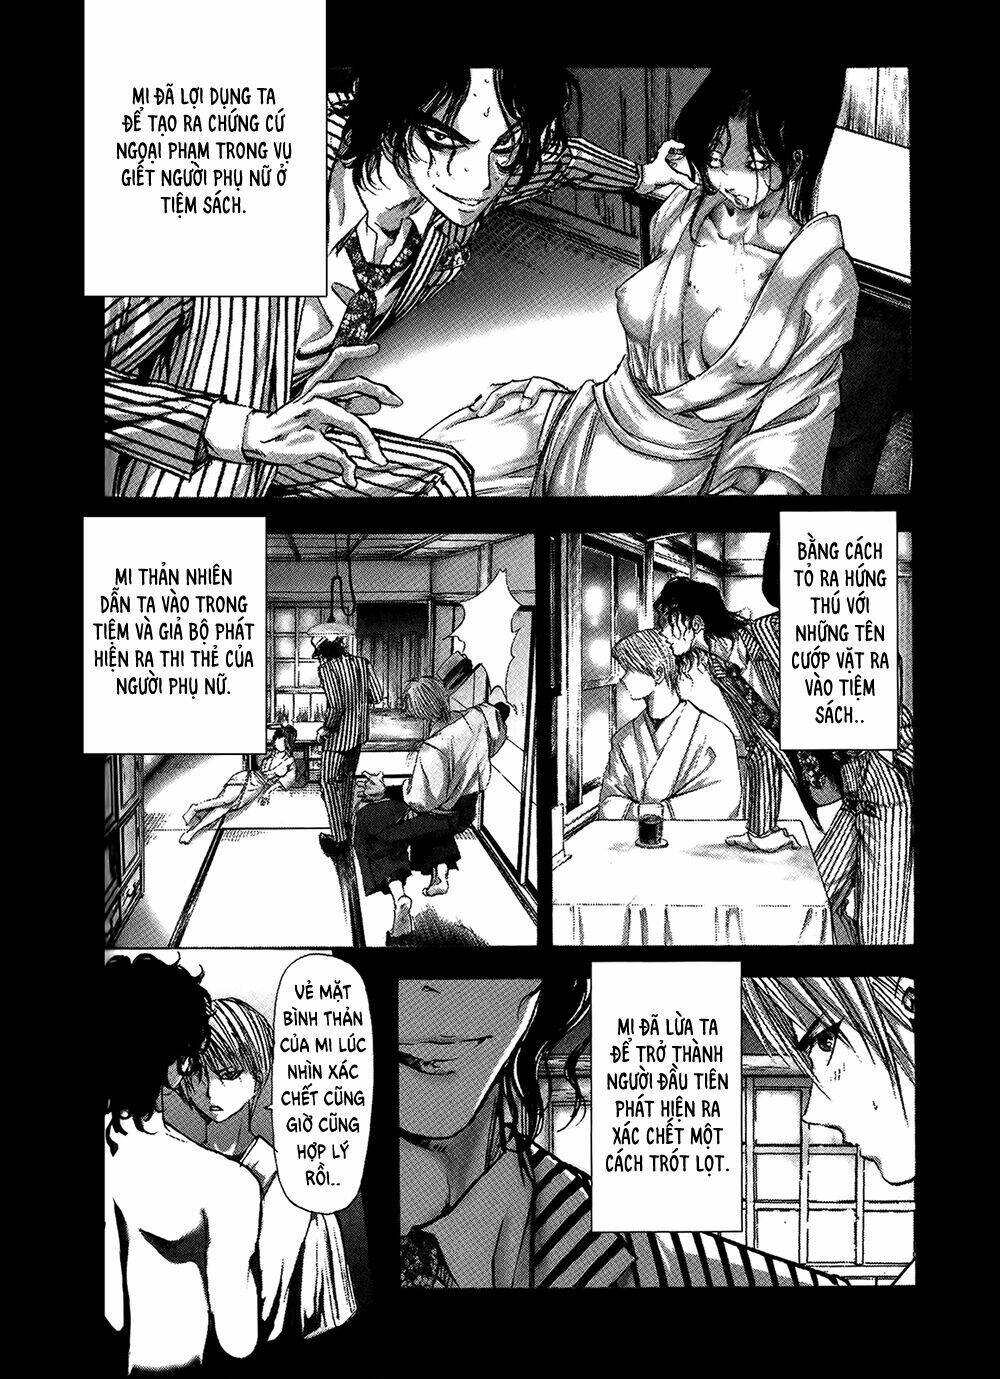 MI ĐÃ LỢI DỤNG TA
ĐỂ TẠO RA CHỨNG CỨ
NGOẠI PHẠM TRONG VỤ
GIẾT NGƯỜI PHỤ NỮ Ở
TIỆM SÁCH.
BẰNG CÁCH
TỎ RA HỨNG
THÚ VỚI
NHỮNG TÊN
CƯỚP VẶT RA
VÀO TIỆM
SÁCH..
MI THẢN NHIÊN
DẪN TA VÀO TRONG
TIỆM VÀ GIẢ BỘ PHÁT
HIỆN RA THI THỂ CỦA
NGƯỜI PHỤ NỮ.
MI ĐÃ LỪA TA
ĐỂ TRỞ THÀNH
NGƯỜI ĐẦU TIÊN
PHÁT HIỆN RA
XÁC CHẾT MỘT
CÁCH TRÓT LỌT.
VẺ MẶT
BÌNH THẢN
CỦA MI LÚC
NHÌN XÁC
CHẾT CŨNG
GIỜ CŨNG
HỢP LÝ
RỒI..